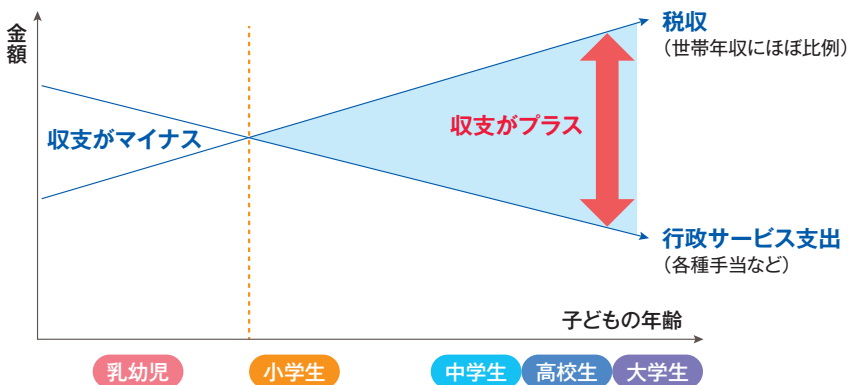 金額
税収
（世帯年収にほぼ比例）
収支がマイナス
収支がプラス
行政サービス支出
（各種手当など）
子どもの年齢
乳幼児
小学生
中学生
高校生
大学生